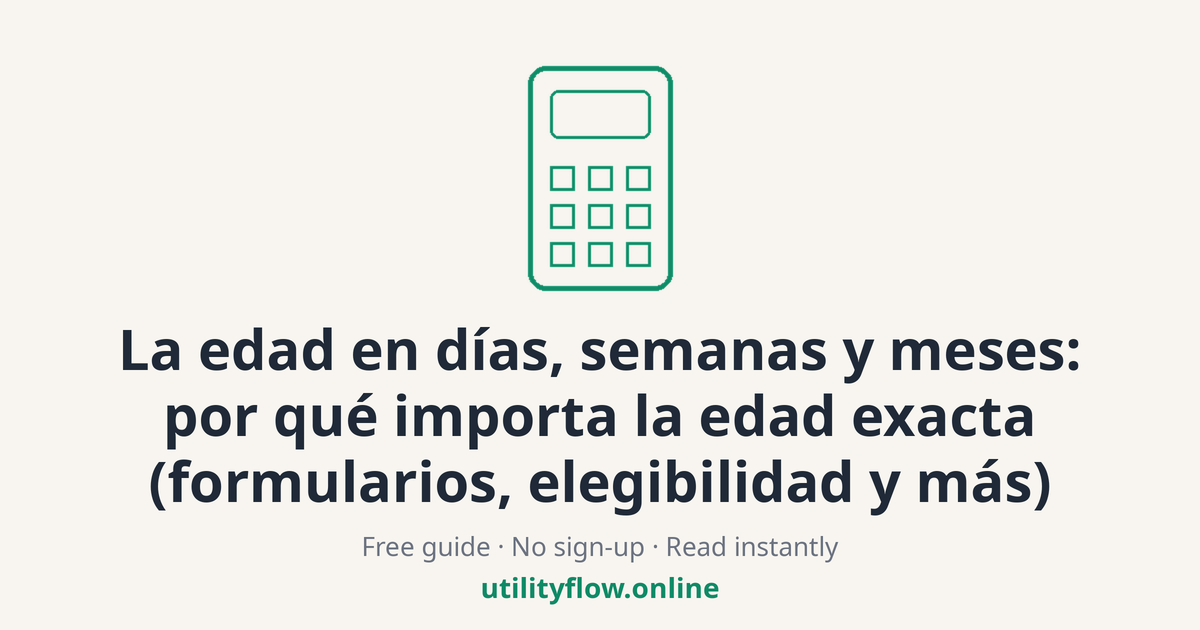 La edad en días, semanas y meses:
por qué importa la edad exacta
(formularios, elegibilidad y más)
Free guide · No sign-up · Read instantly
utilityflow.online